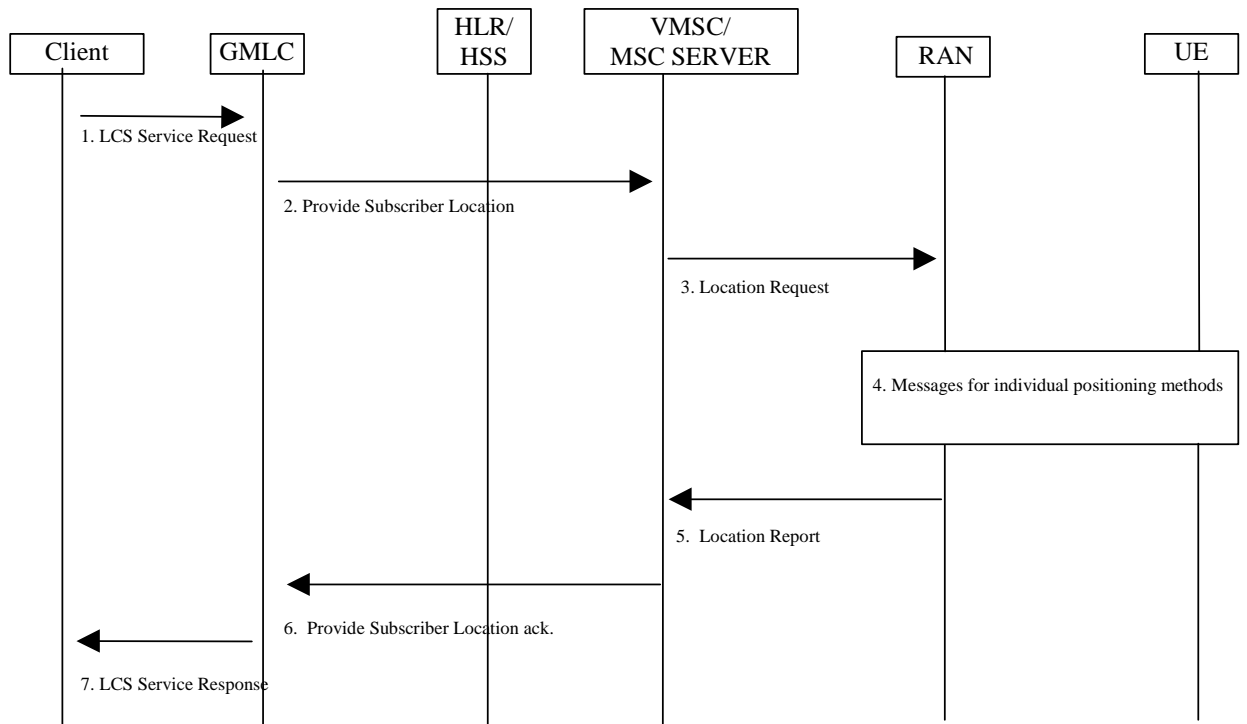 Client
GMLC
HLR/
HSS
VMSC/
MSC SERVER
RAN
UE
1. LCS Service Request
2. Provide Subscriber Location
3. Location Request
4. Messages for individual positioning methods
5. Location Report
6. Provide Subscriber Location ack.
7. LCS Service Response